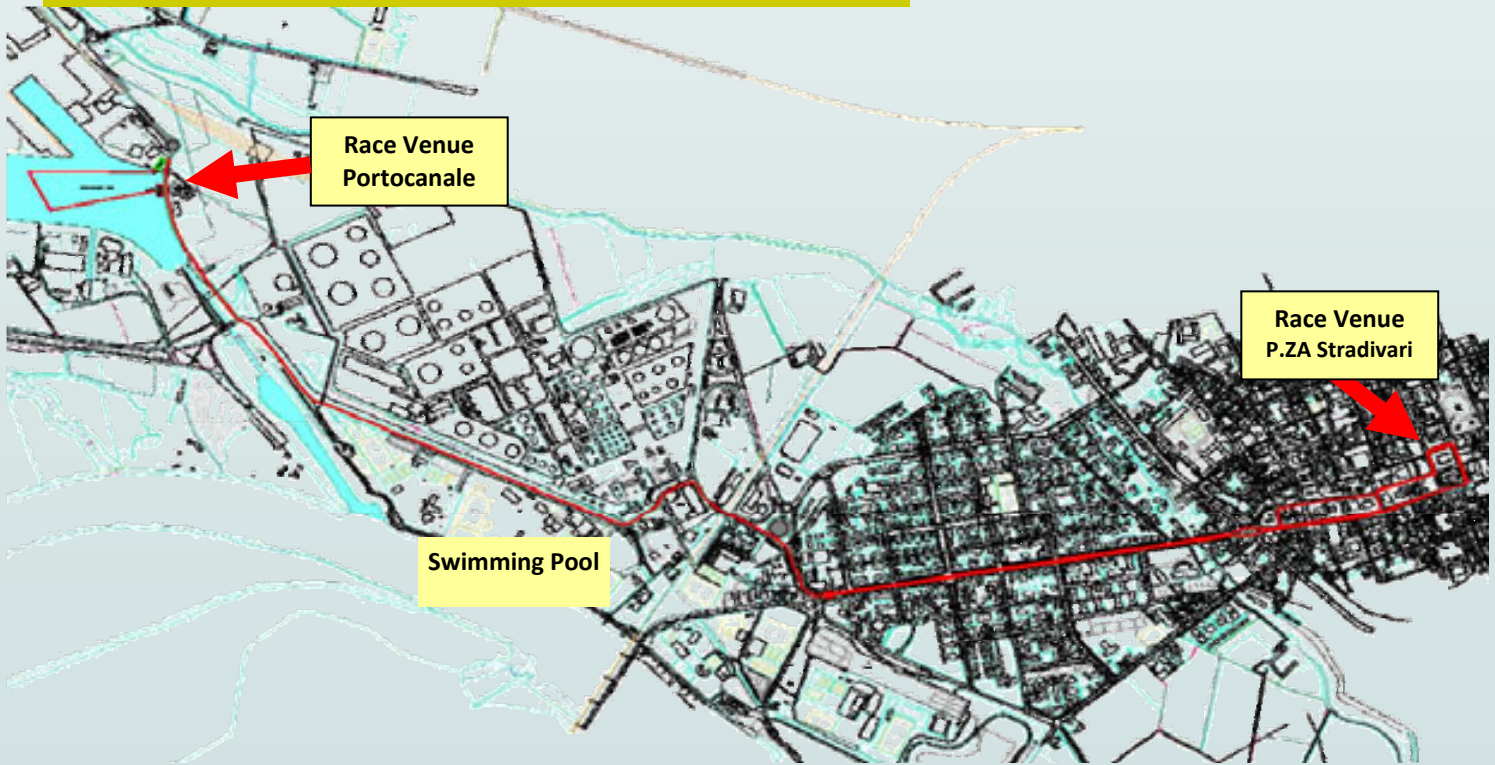 Race Venue
Portocanale
Race Venue
P.ZA Stradivari
Swimming Pool